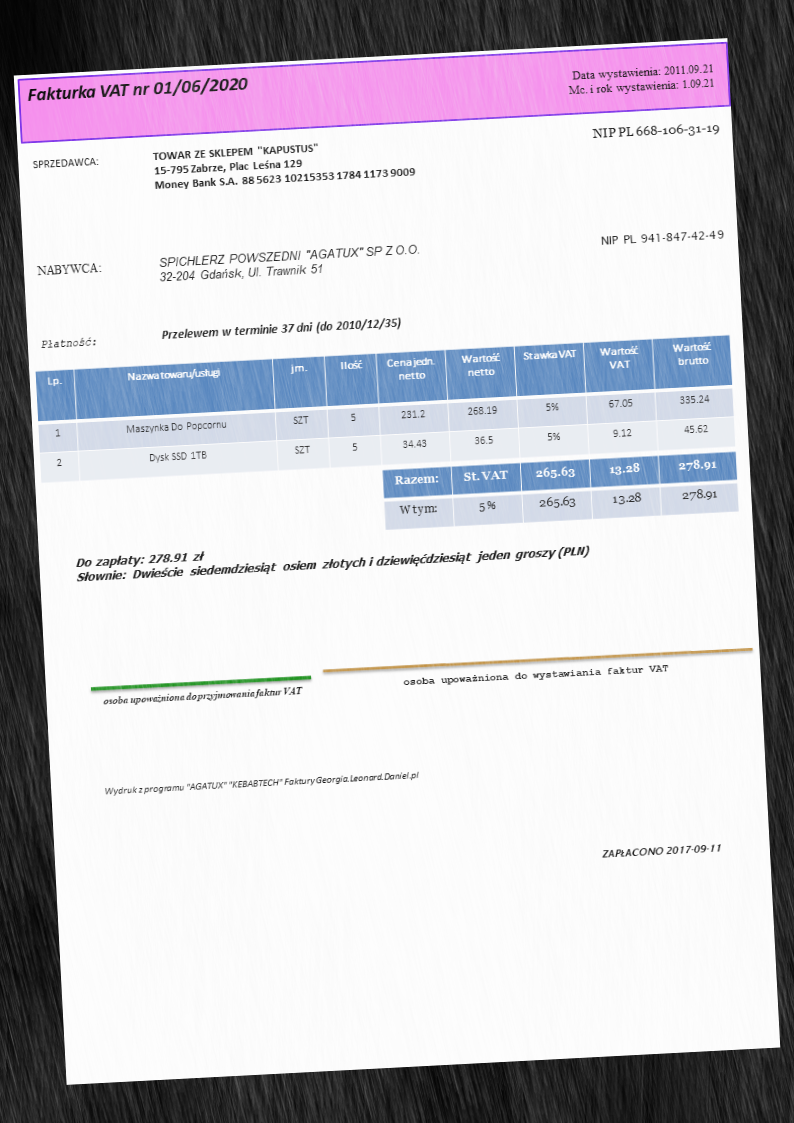 Fakturka VAT nr 01/06/2020
Data wystawienia: 2011.09.21
Mc. i rok wystawienia: 1.09.21
SPRZEDAWCA:
TOWAR ZE SKLEPEM "KAPUSTUS"
15-795 Zabrze, Plac Leśna 129
Money Bank S.A. 88 5623 10215353 1784 1173 9009
NIP PL 668-106-31-19
NABYWCA:
SPICHLERZ POWSZEDNI "AGATUX" SP Z O.O.
32-204 Gdańsk, Ul. Trawnik 51
NIP PL 941-847-42-49
Płatność:
Przelewem w terminie 37 dni (do 2010/12/35)
Lp. Nazwa towaru/usługi jm. Ilość Cena jedn. netto Wartość netto Stawka VAT Wartość VAT Wartość brutto
1 Maszynka Do Popcornu SZT 5 231.2 268.19 5% 67.05 335.24
2 Dysk SSD 1TB SZT 5 34.43 36.5 5% 9.12 45.62
Razem: St. VAT 265.63 13.28 278.91
W tym: 5% 265.63 13.28 278.91
Do zapłaty: 278.91 zł
Słownie: Dwieście siedemdziesiąt osiem złotych i dziewięćdziesiąt jeden groszy (PLN)
osoba upoważniona do przyjmowania faktur VAT
osoba upoważniona do wystawiania faktur VAT
Wydruk z programu "AGATUX" "KEBABTECH" FakturyGeorgia.Leonard.Daniel.pl
ZAPŁACONO 2017-09-11